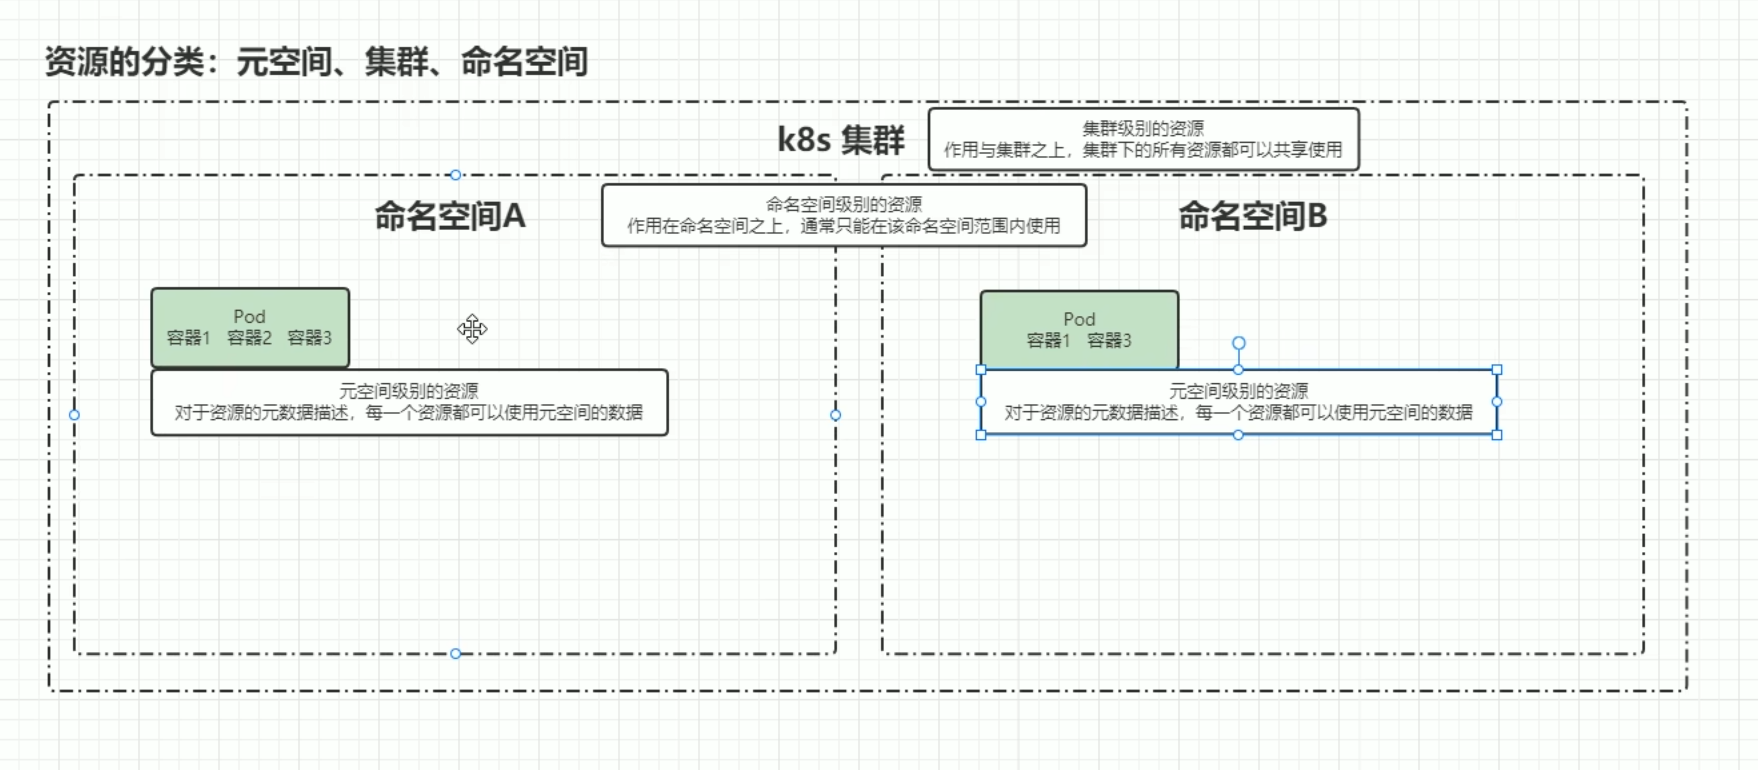 资源的分类：元空间、集群、命名空间
k8s 集群
集群级别的资源
作用与集群之上，集群下的所有资源都可以共享使用
命名空间A
命名空间级别的资源
作用在命名空间之上，通常只能在该命名空间范围内使用
命名空间B
Pod
容器1 容器2 容器3
元空间级别的资源
对于资源的元数据描述，每一个资源都可以使用元空间的数据
Pod
容器1 容器3
元空间级别的资源
对于资源的元数据描述，每一个资源都可以使用元空间的数据